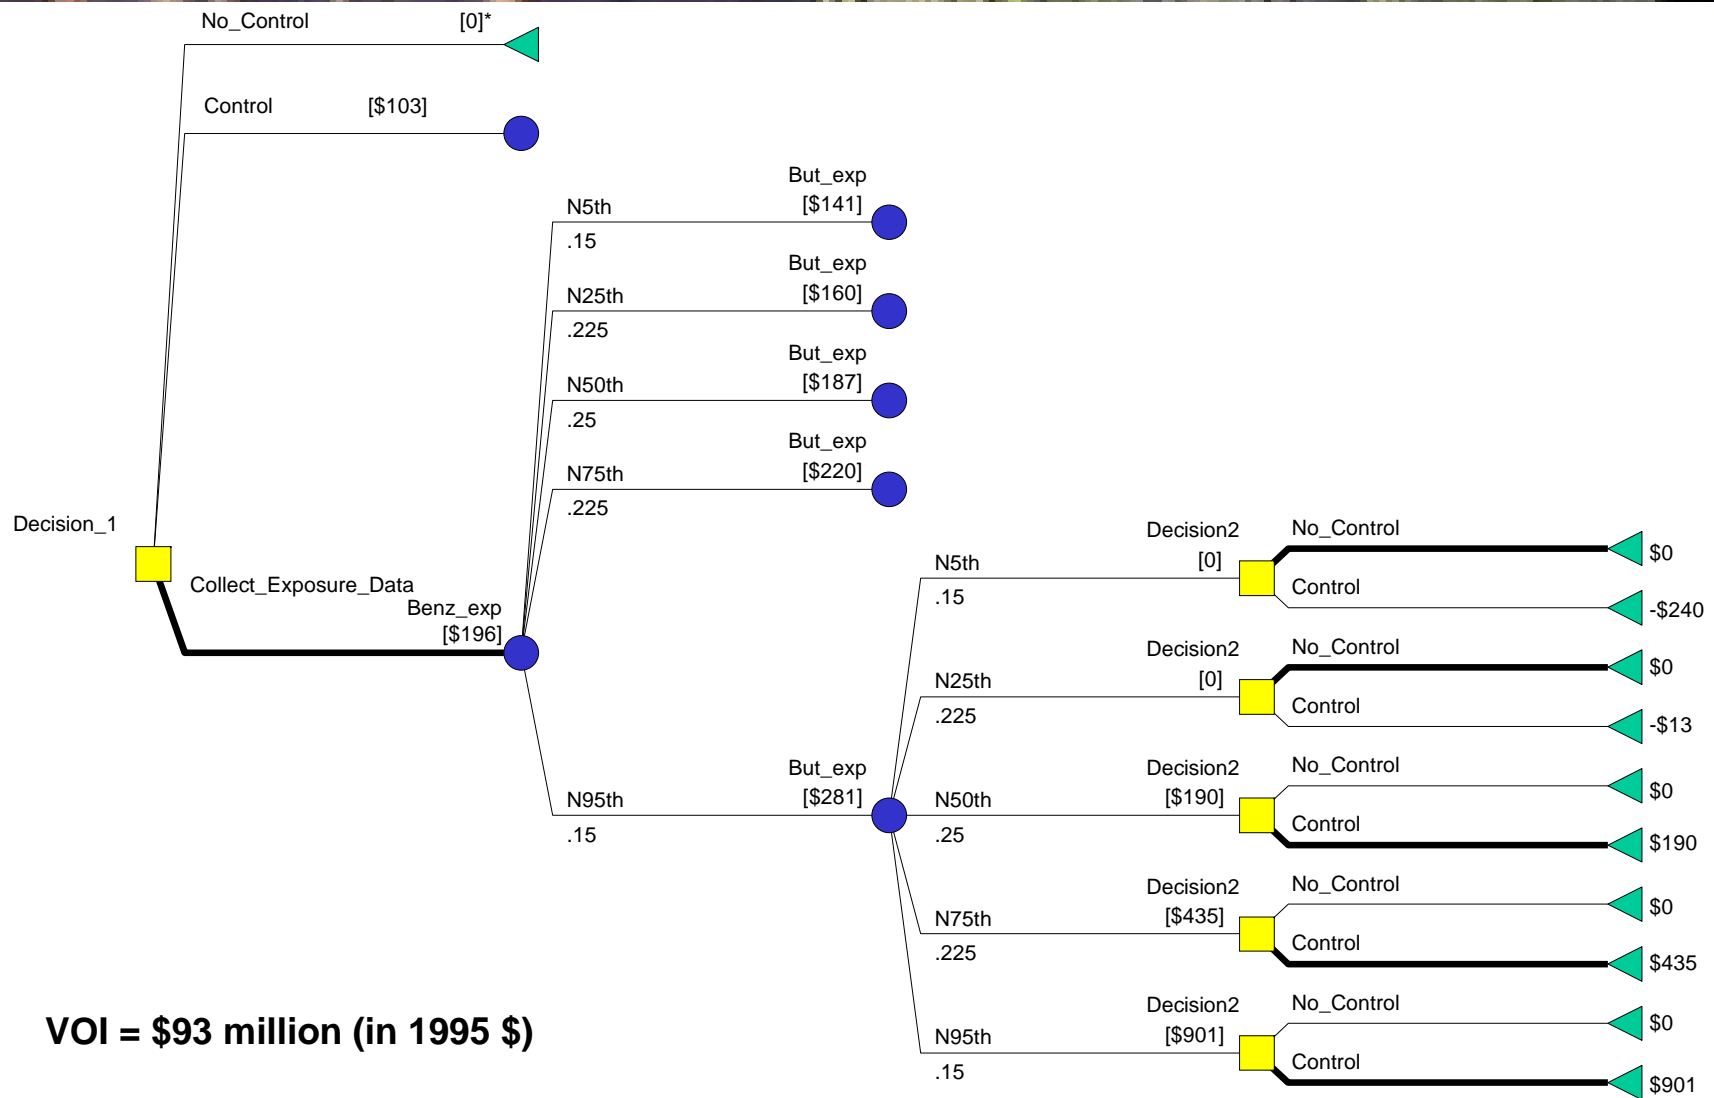 No_Control [0]*
Control [$103]
But_exp
N5th [$141]
.15
But_exp
N25th [$160]
.225
But_exp
N50th [$187]
.25
But_exp
N75th [$220]
.225
Decision_1
Collect_Exposure_Data
Benz_exp
[$196]
But_exp
N95th [$281]
.15
Decision2 No_Control
N5th [0] $0
.15 Control
-$240
Decision2 No_Control
N25th [0] $0
.225 Control
-$13
Decision2 No_Control
N50th [$190] $0
.25 Control
$190
Decision2 No_Control
N75th [$435] $0
.225 Control
$435
Decision2 No_Control
N95th [$901] $0
.15 Control
$901
VOI = $93 million (in 1995 $)